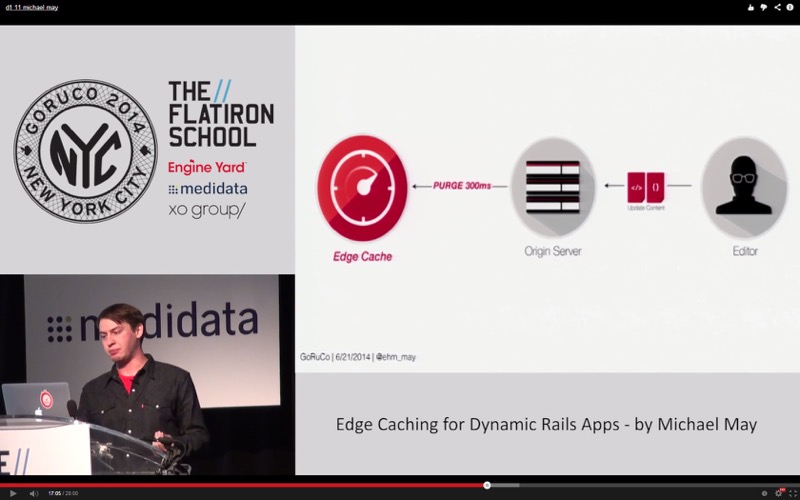 d1 11 michael may
GORUCO 2014
NYC
NEW YORK CITY
THE//
FLATIRON
SCHOOL
Engine Yard
medidata
xo group/
PURGE 300ms
</> {}
Update Content
Edge Cache
Origin Server
Editor
GoRuCo | 6/21/2014 | @ehm_may
medidata
E//
Edge Caching for Dynamic Rails Apps - by Michael May
17:05 / 20:00